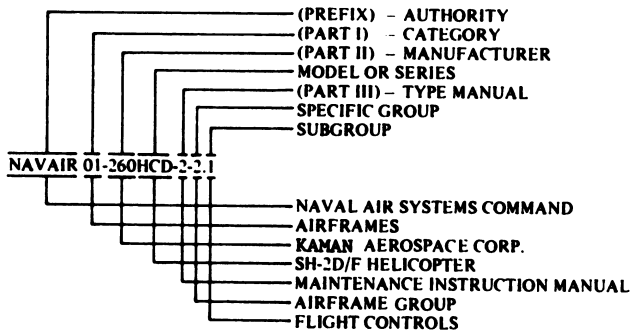 (PREFIX) – AUTHORITY
(PART I) – CATEGORY
(PART II) – MANUFACTURER
MODEL OR SERIES
(PART III) – TYPE MANUAL
SPECIFIC GROUP
SUBGROUP
NAVAIR 01-260HCD-2-2.1
NAVAL AIR SYSTEMS COMMAND
AIRFRAMES
KAMAN AEROSPACE CORP.
SH-2D/F HELICOPTER
MAINTENANCE INSTRUCTION MANUAL
AIRFRAME GROUP
FLIGHT CONTROLS